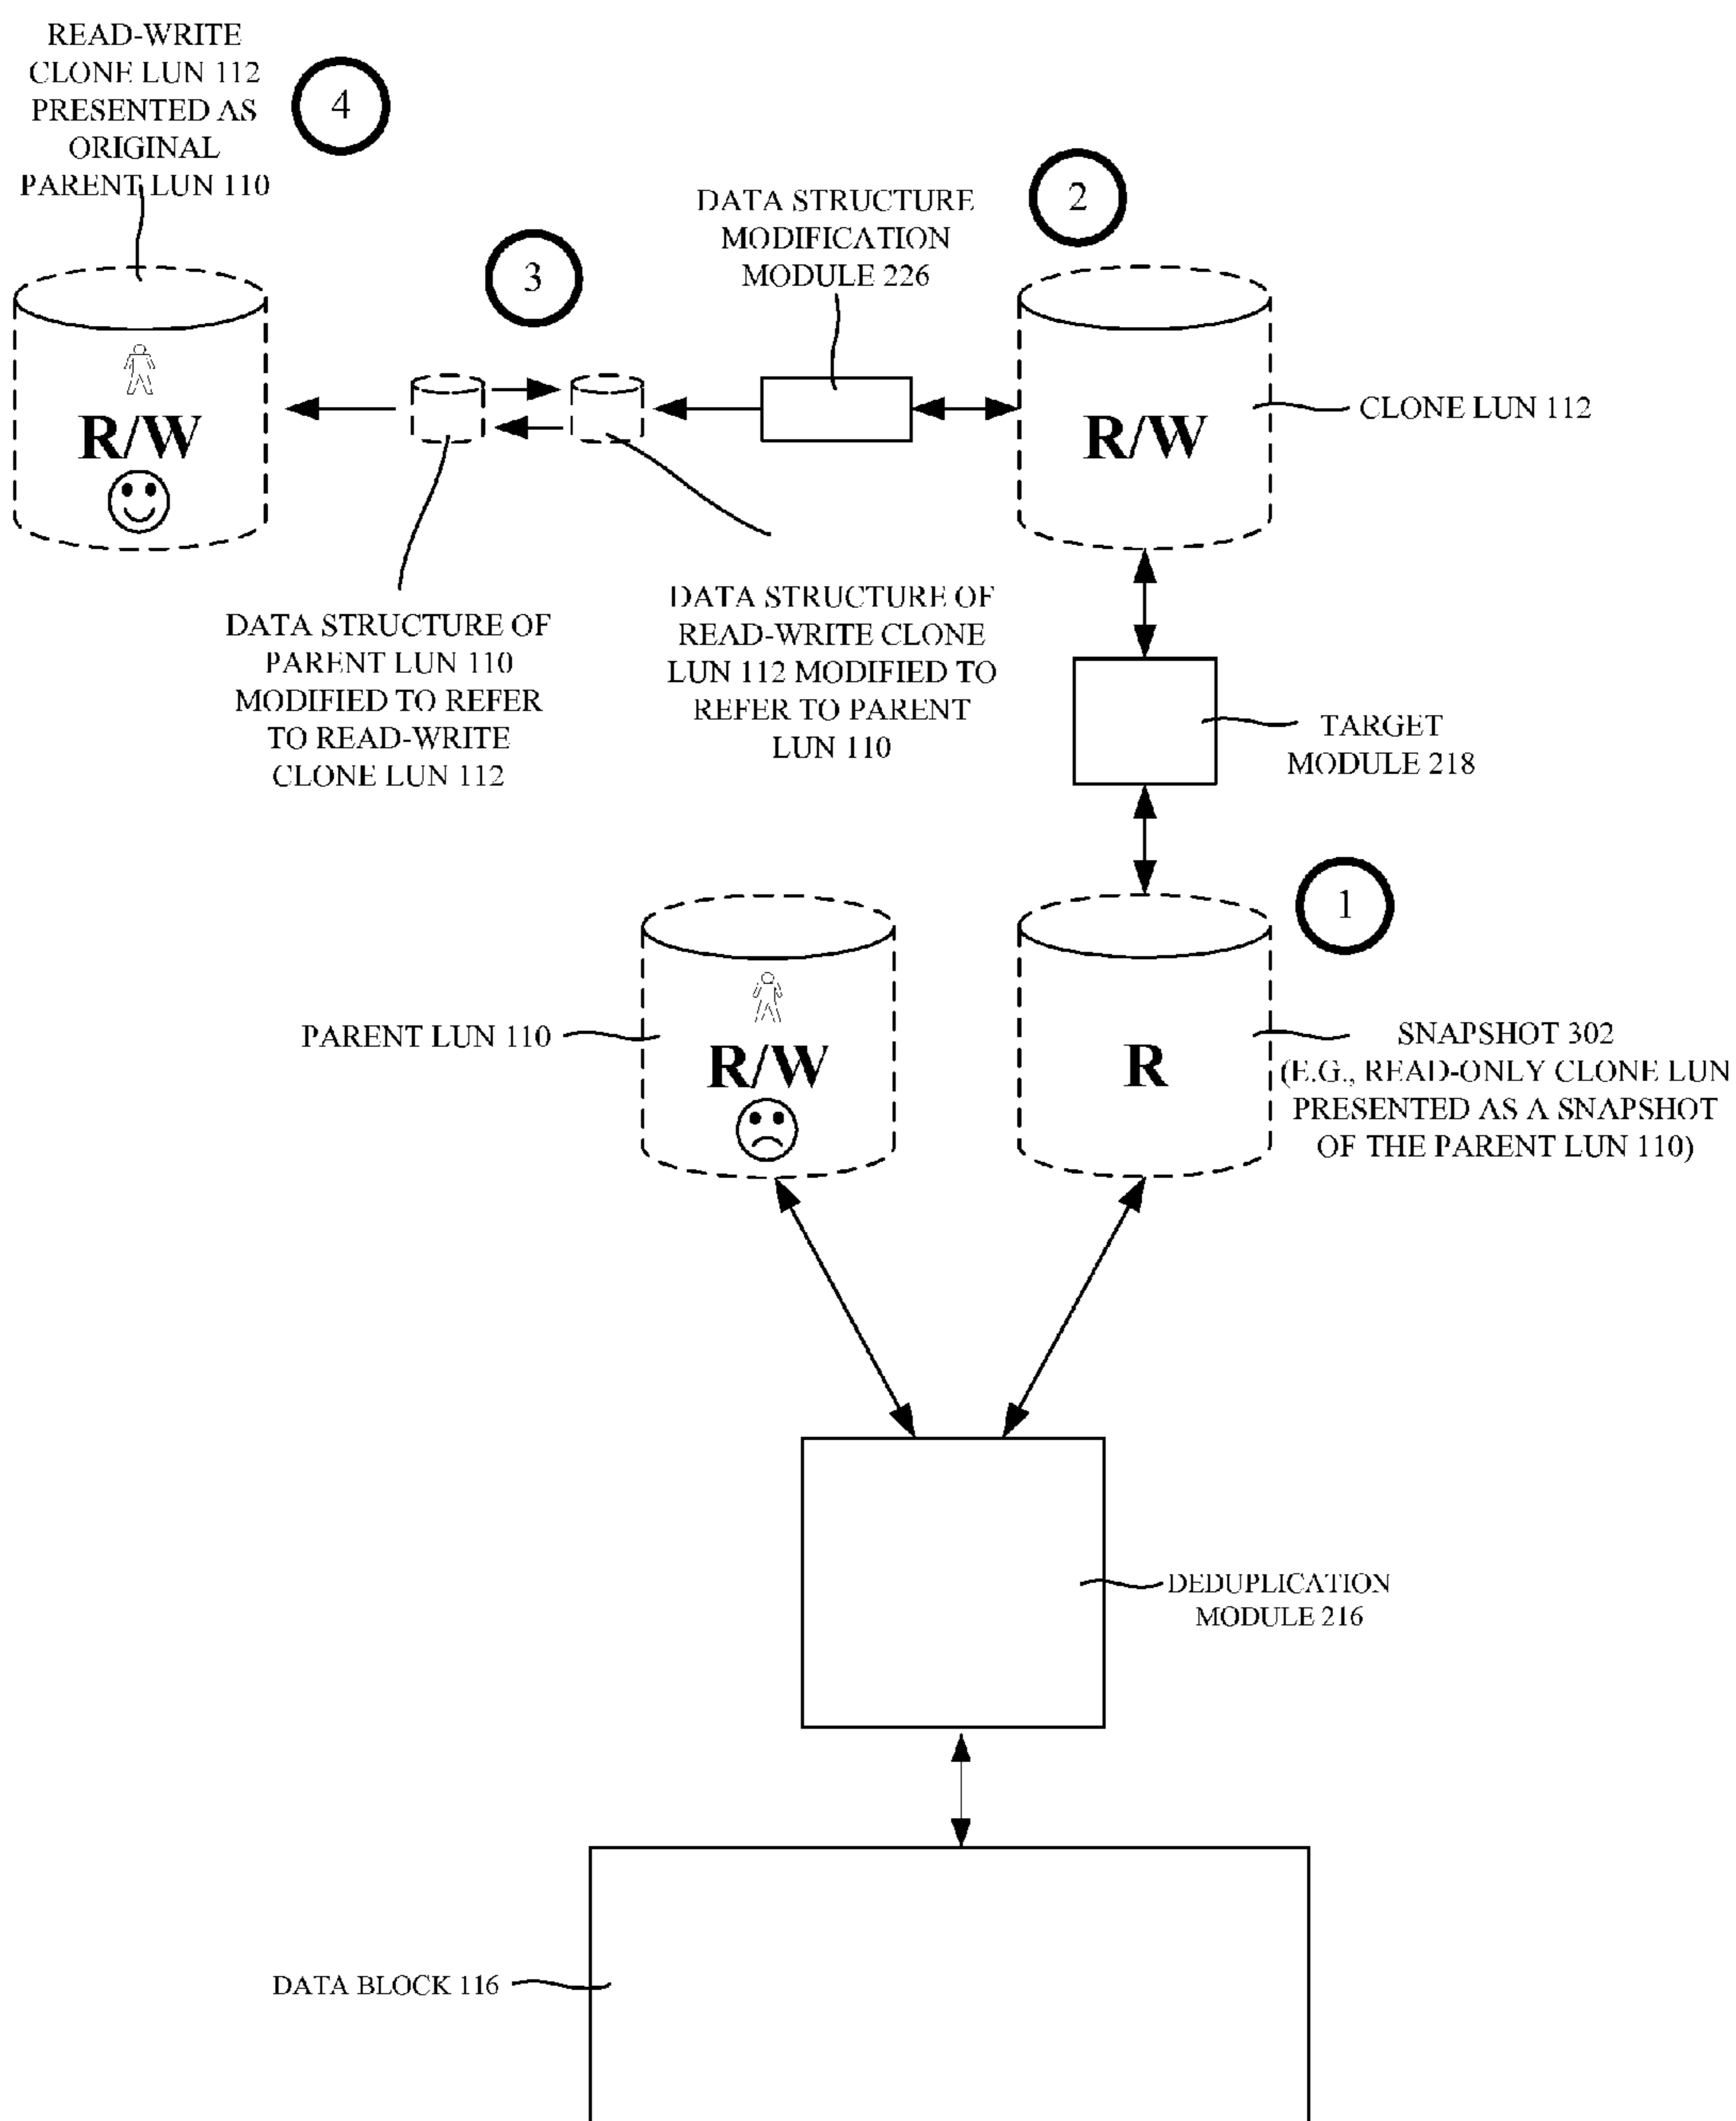 READ-WRITE
CLONE LUN 112
PRESENTED AS
ORIGINAL
PARENT LUN 110
4
2
DATA STRUCTURE
MODIFICATION
MODULE 226
3
R/W
R/W
CLONE LUN 112
DATA STRUCTURE OF
PARENT LUN 110
MODIFIED TO REFER
TO READ-WRITE
CLONE LUN 112
DATA STRUCTURE OF
READ-WRITE CLONE
LUN 112 MODIFIED TO
REFER TO PARENT
LUN 110
TARGET
MODULE 218
1
PARENT LUN 110
R/W
R
SNAPSHOT 302
(E.G., READ-ONLY CLONE LUN
PRESENTED AS A SNAPSHOT
OF THE PARENT LUN 110)
DEDUPLICATION
MODULE 216
DATA BLOCK 116